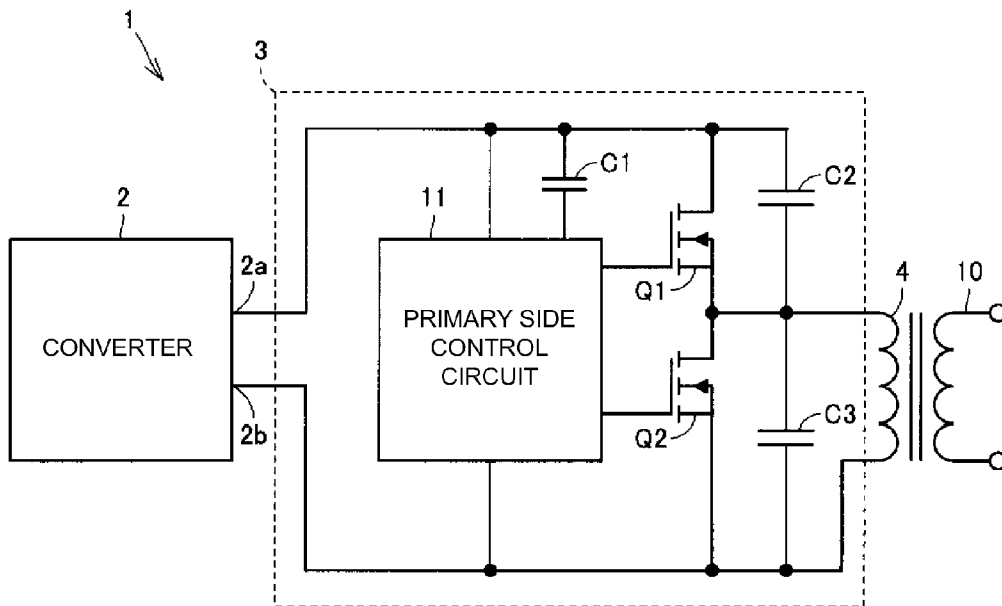 1
3
C1
C2
2
11
2a
Q1
4
10
CONVERTER
PRIMARY SIDE
CONTROL
CIRCUIT
2b
Q2
C3